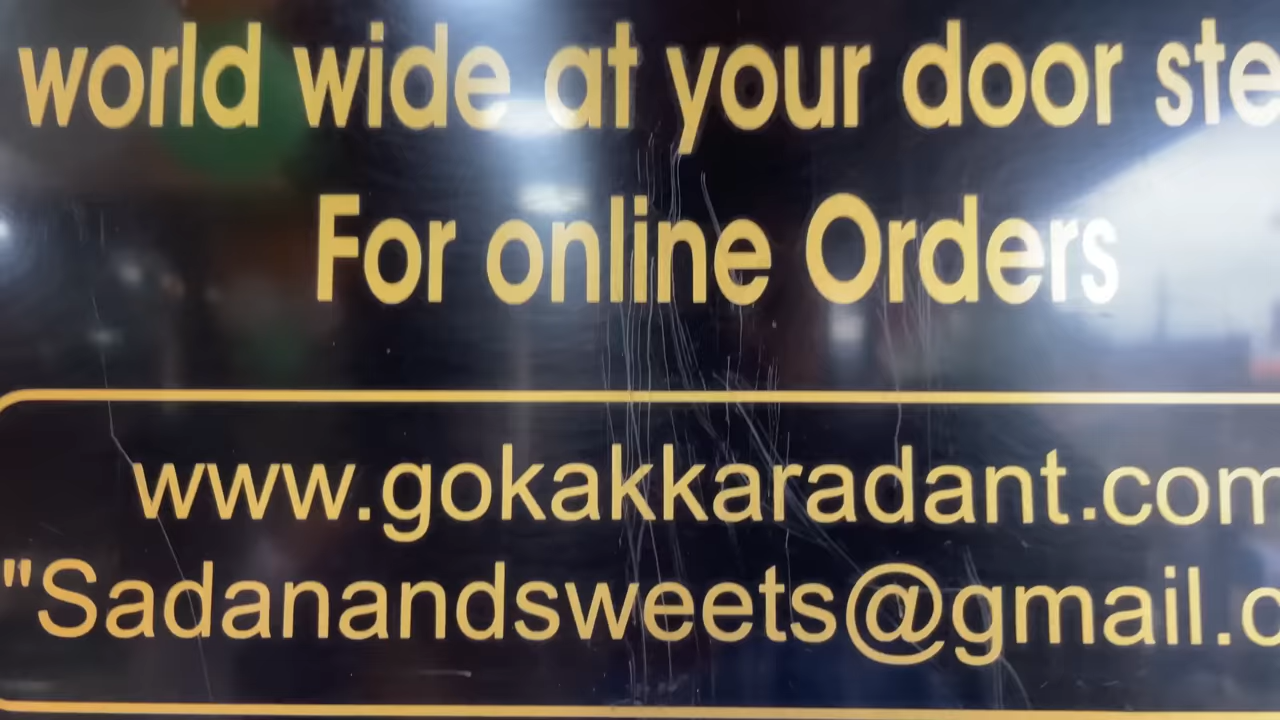 world wide at your door ste
For online Orders
www.gokakkaradant.com
"Sadanandsweets@gmail.c